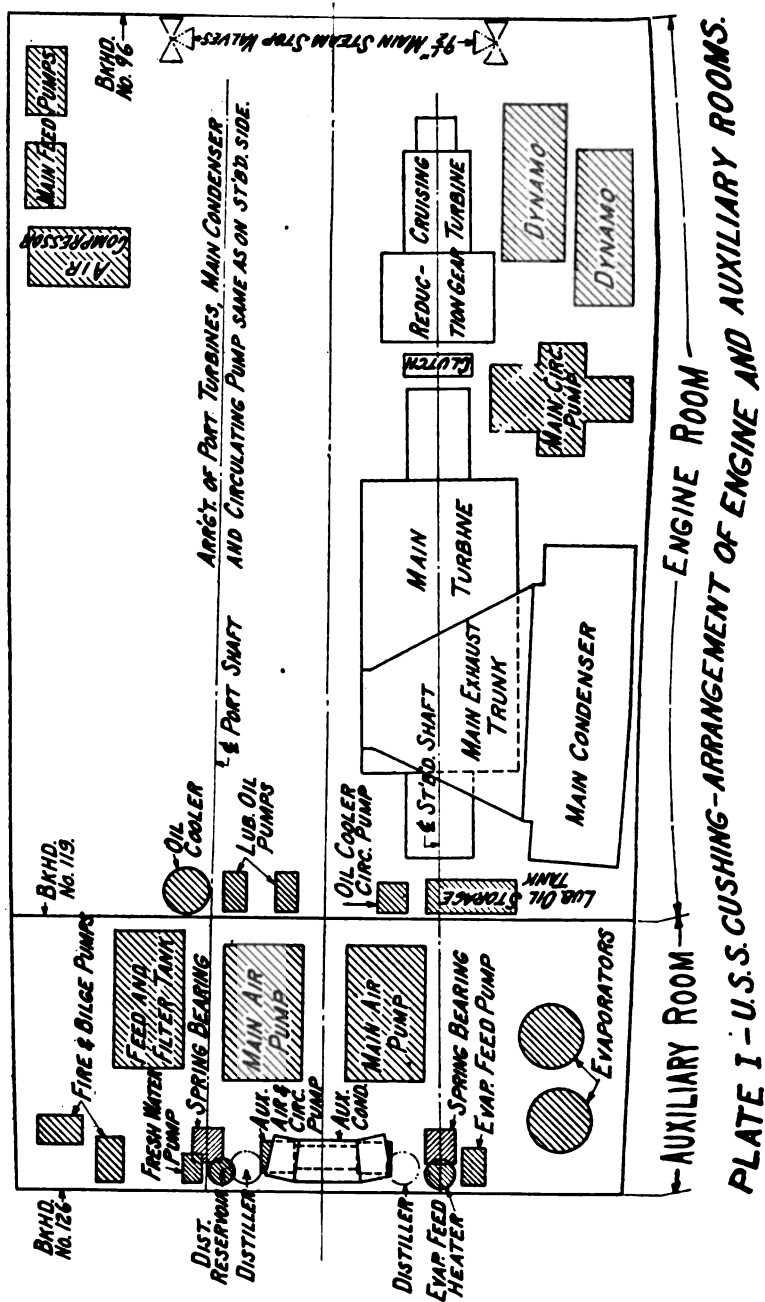 BKHD.
No. 126
FIRE & BILGE PUMPS
BKHD.
No. 119.
FRESH WATER
PUMP
FEED AND
FILTER TANK
SPRING BEARING
DIST.
RESERVOIR
DISTILLER
AUX.
AIR &
CIRC.
PUMP
MAIN AIR
PUMP
AUX.
COND.
MAIN AIR
PUMP
DISTILLER
EVAP. FEED
HEATER
SPRING BEARING
EVAP. FEED PUMP
EVAPORATORS
OIL
COOLER
LUB. OIL
PUMPS
OIL COOLER
CIRC. PUMP
LUB. OIL STORAGE
TANK
℄ PORT SHAFT
ARR'G'T. OF PORT TURBINES, MAIN CONDENSER
AND CIRCULATING PUMP SAME AS ON ST'B'D. SIDE.
℄ ST'B'D. SHAFT
MAIN EXHAUST
TRUNK
MAIN
TURBINE
MAIN CONDENSER
CLUTCH
REDUC-
TION GEAR
CRUISING
TURBINE
MAIN CIRC.
PUMP
DYNAMO
DYNAMO
AIR
COMPRESSOR
MAIN FEED PUMPS
BKHD.
No. 96
9½" MAIN STEAM STOP VALVES
AUXILIARY ROOM
ENGINE ROOM
PLATE I - U.S.S. CUSHING - ARRANGEMENT OF ENGINE AND AUXILIARY ROOMS.